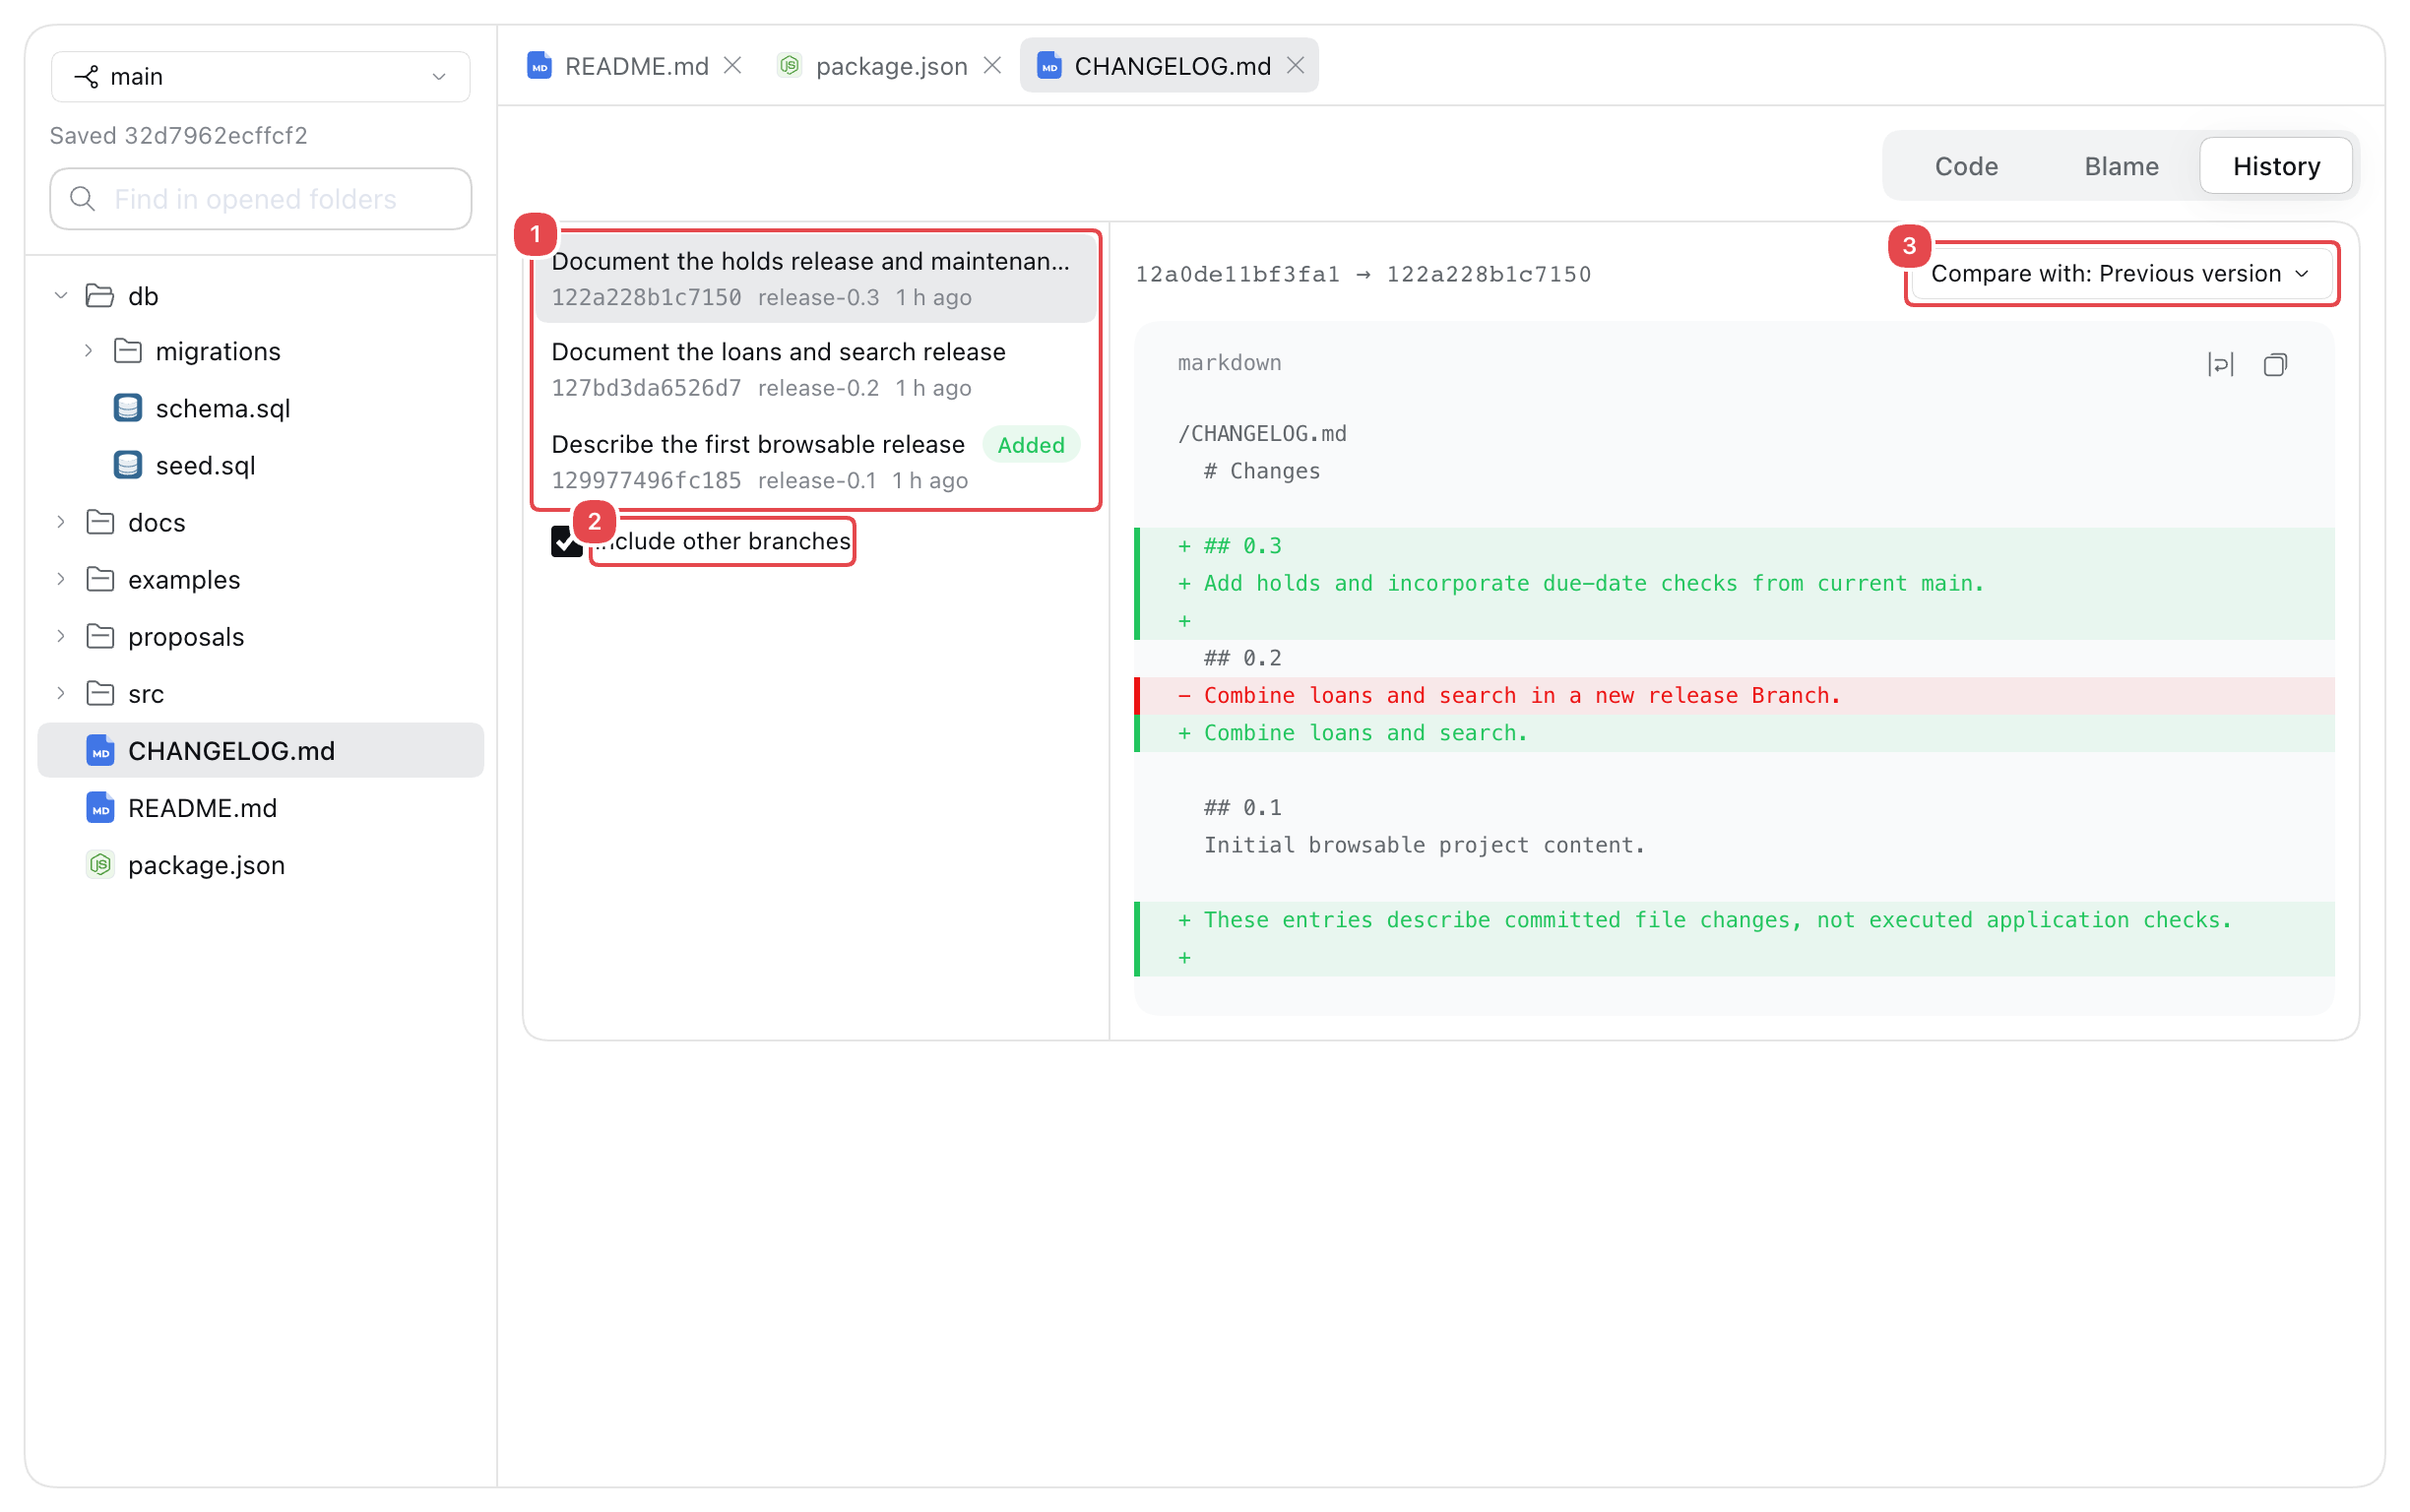 main
Saved 32d7962ecffcf2
Find in opened folders
db
migrations
schema.sql
seed.sql
docs
examples
proposals
src
CHANGELOG.md
README.md
package.json
README.md
package.json
CHANGELOG.md
Code
Blame
History
1
Document the holds release and maintenan...
122a228b1c7150 release-0.3 1 h ago
Document the loans and search release
127bd3da6526d7 release-0.2 1 h ago
Describe the first browsable release Added
129977496fc185 release-0.1 1 h ago
2
Include other branches
12a0de11bf3fa1 → 122a228b1c7150
3
Compare with: Previous version
markdown
/CHANGELOG.md
# Changes
+ ## 0.3
+ Add holds and incorporate due-date checks from current main.
+
## 0.2
- Combine loans and search in a new release Branch.
+ Combine loans and search.
## 0.1
Initial browsable project content.
+ These entries describe committed file changes, not executed application checks.
+